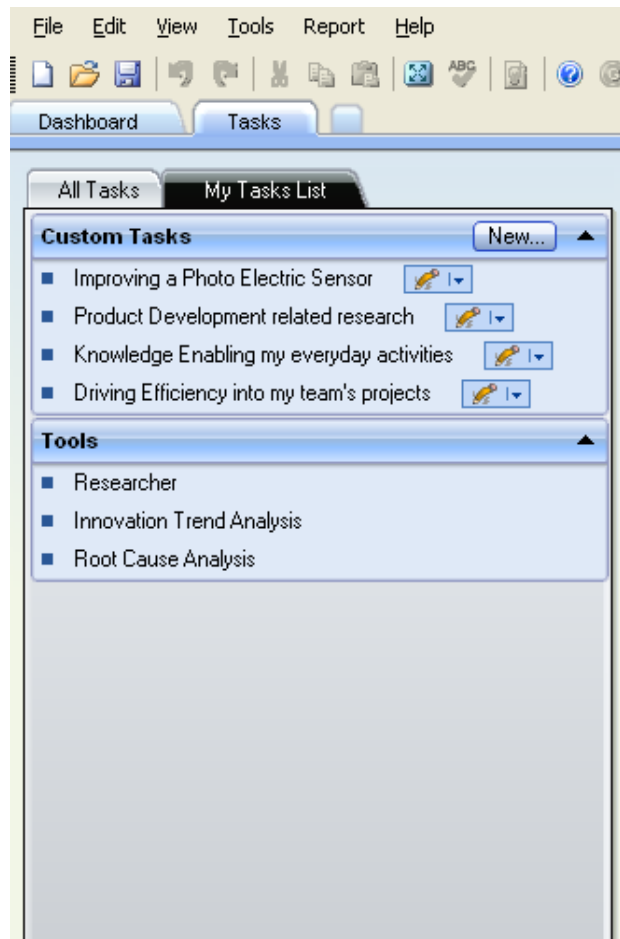 File Edit View Tools Report Help
ABC
Dashboard Tasks
All Tasks My Tasks List
Custom Tasks New...
Improving a Photo Electric Sensor
Product Development related research
Knowledge Enabling my everyday activities
Driving Efficiency into my team's projects
Tools
Researcher
Innovation Trend Analysis
Root Cause Analysis